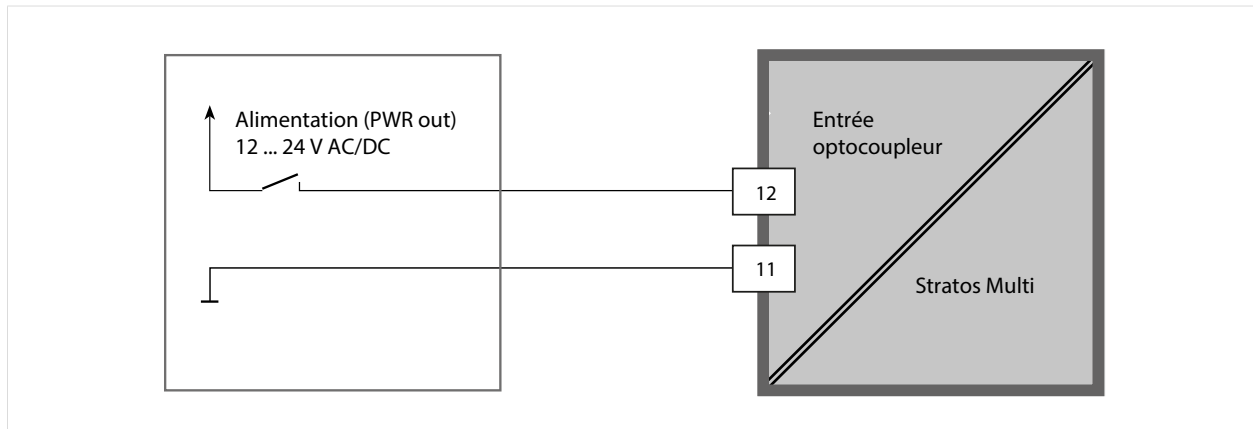 Alimentation (PWR out)
12 ... 24 V AC/DC
Entrée
optocoupleur
12
11
Stratos Multi